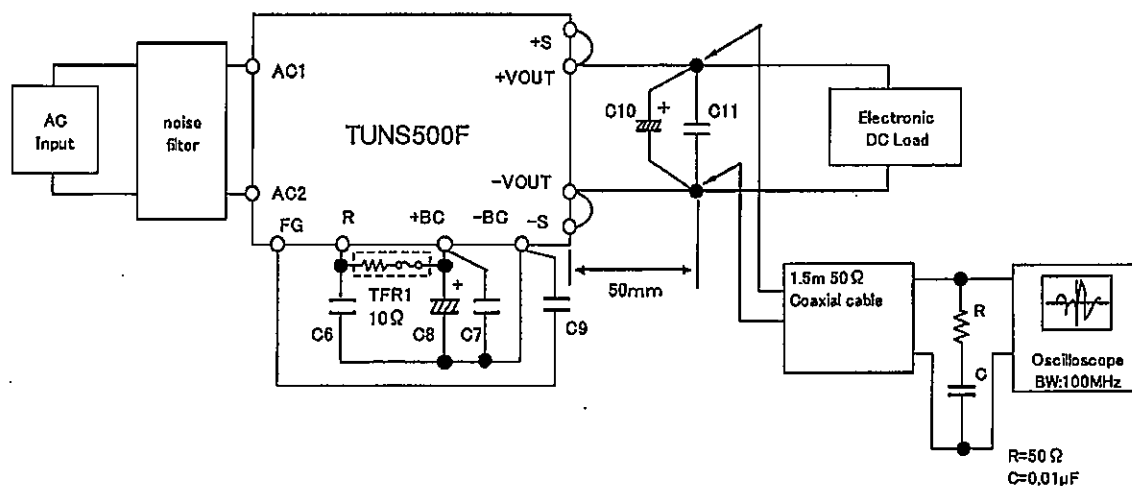 +S
AC1
+VOUT
AC
Input
noise
filter
TUNS500F
C10
+
C11
Electronic
DC Load
AC2
-VOUT
FG
R
+BC
-BC
-S
TFR1
10Ω
C6
+
C8
C7
C9
50mm
1.5m 50Ω
Coaxial cable
R
C
Oscilloscope
BW:100MHz
R=50Ω
C=0.01μF